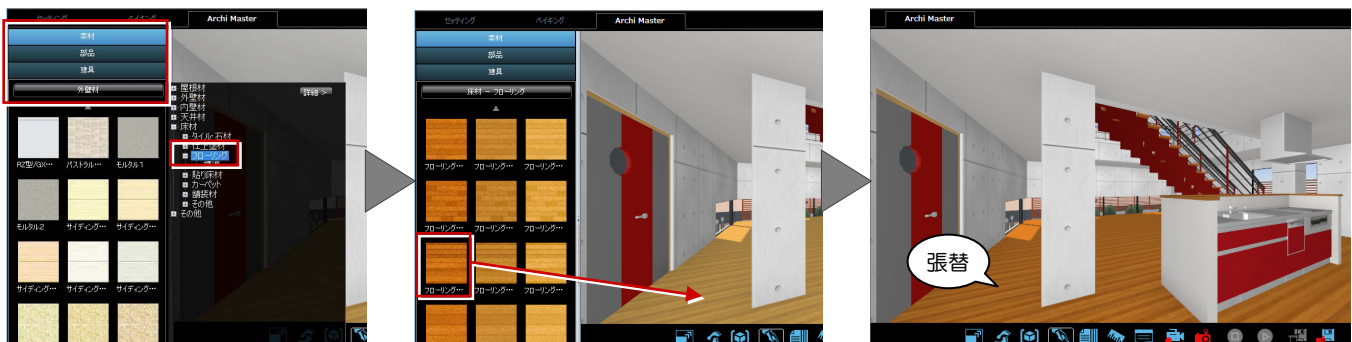 セッティング ベイキング Archi Master
素材
部品
建具
外壁材
RZ型/GX… パストラル… モルタル1
モルタル2 サイディング… サイディング…
サイディング… サイディング… サイディング…
屋根材
外壁材
内壁材
天井材
床材
タイル・石材
仕上塗材
フローリング
貼り床材
カーペット
舗装材
その他
その他
詳細 >
セッティング ベイキング Archi Master
素材
部品
建具
床材 － フローリング
フローリング… フローリング… フローリング…
フローリング… フローリング… フローリング…
フローリング… フローリング… フローリング…
Archi Master
張替